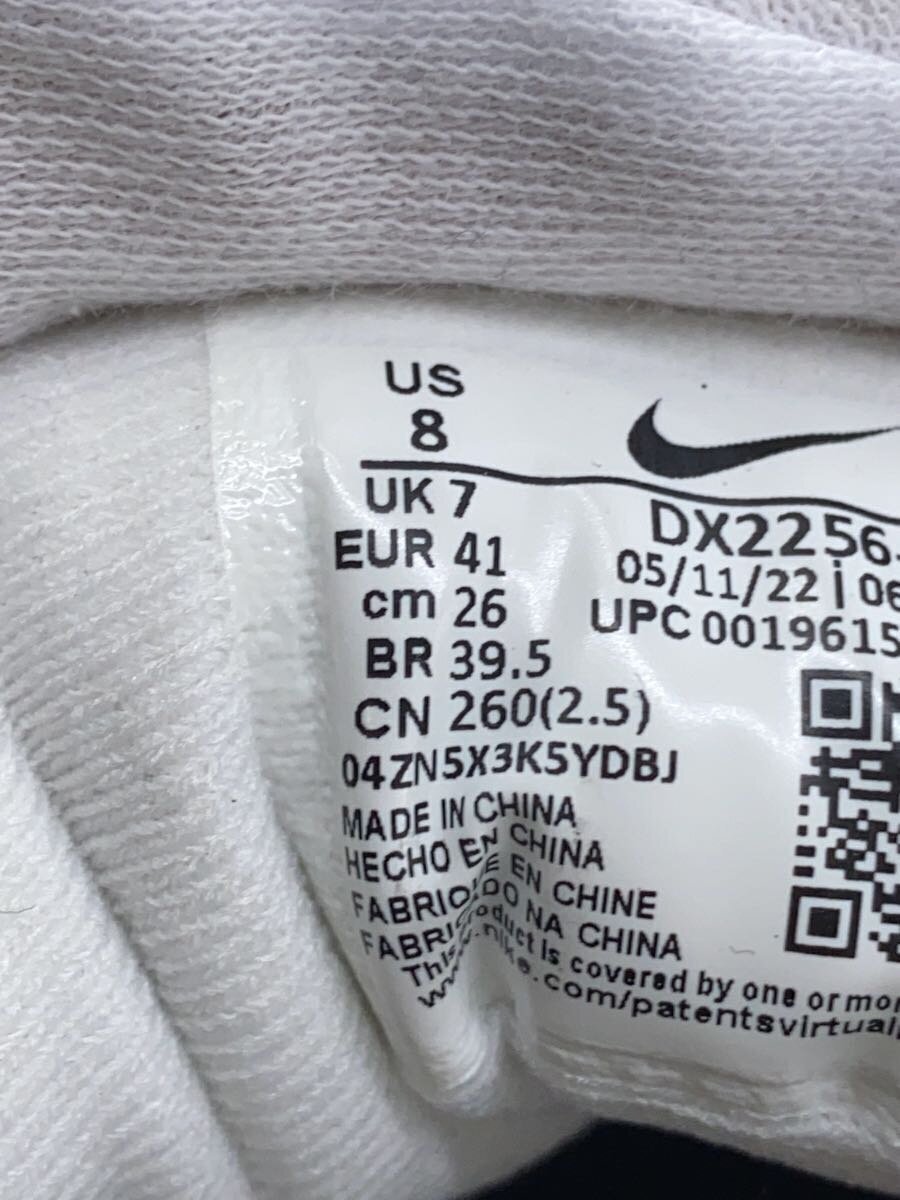 US
8
UK 7
EUR 41
cm 26
BR 39.5
CN 260(2.5)
04ZN5X3K5YDBJ
MADE IN CHINA
HECHO EN CHINA
FABRIQUE EN CHINE
FABRICADO NA CHINA
This product is covered by one or mor
www.nike.com/patentsvirtual
DX2256-
05/11/22 | 06
UPC 0019615